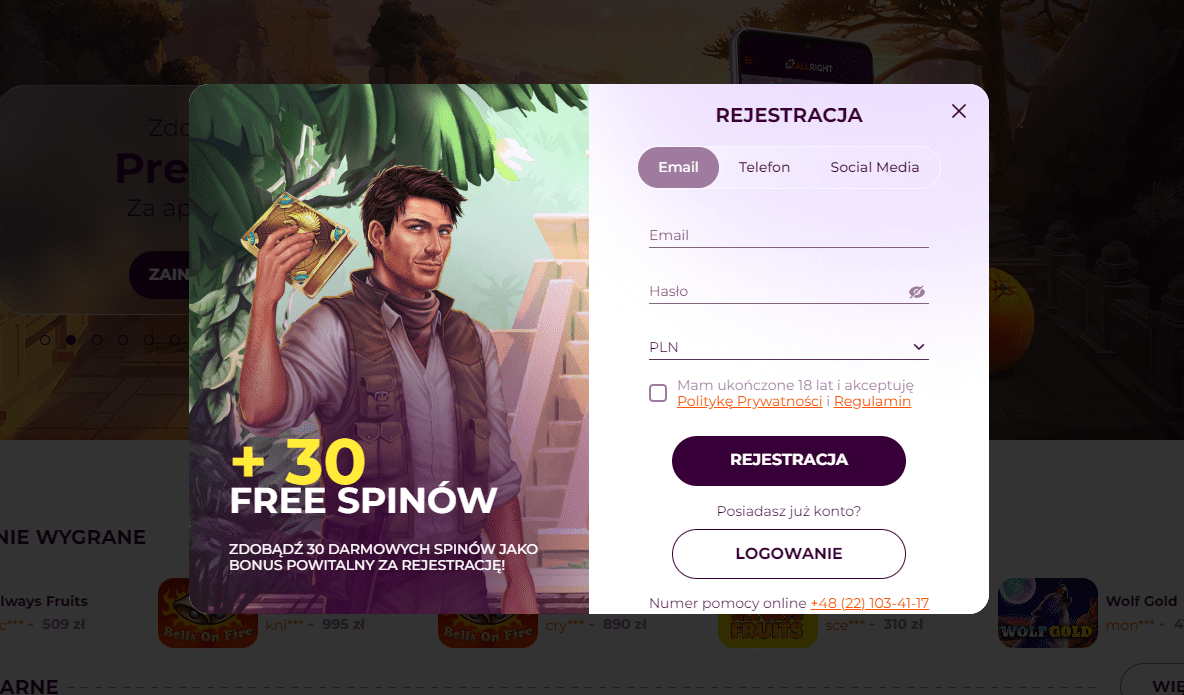 ALLRIGHT
REJESTRACJA
Email Telefon Social Media
Email
Hasło
PLN
Mam ukończone 18 lat i akceptuję
Politykę Prywatności i Regulamin
REJESTRACJA
Posiadasz już konto?
LOGOWANIE
Numer pomocy online +48 (22) 103-41-17
+ 30
FREE SPINÓW
ZDOBĄDŹ 30 DARMOWYCH SPINÓW JAKO
BONUS POWITALNY ZA REJESTRACJĘ!
Zdo
Pre
Za ap
ZAIN
NIE WYGRANE
lways Fruits
c*** - 509 zł
Bells On Fire
kni*** - 995 zł
Bells On Fire
cry*** - 890 zł
FRUITS
sce*** - 310 zł
WOLF GOLD
Wolf Gold
mon*** - 4
ARNE
WIE